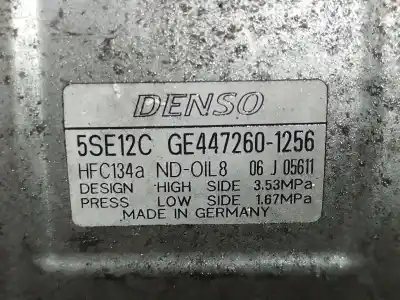 DENSO
5SE12C GE447260-1256
HFC134a ND-OIL8 06 J 05611
DESIGN HIGH SIDE 3.53MPa
PRESS LOW SIDE 1.67MPa
MADE IN GERMANY